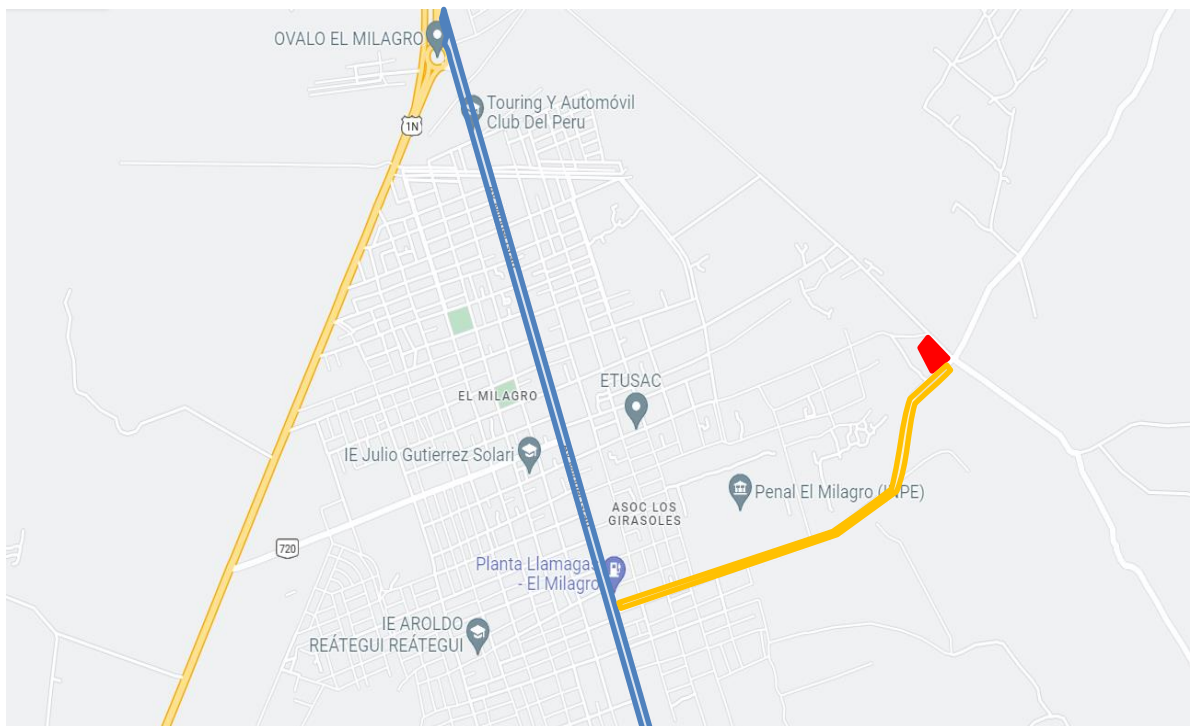 OVALO EL MILAGRO
Touring Y Automóvil
Club Del Peru
1N
ETUSAC
EL MILAGRO
IE Julio Gutierrez Solari
Penal El Milagro (INPE)
ASOC LOS
GIRASOLES
720
Planta Llamagas
- El Milagro
IE AROLDO
REÁTEGUI REÁTEGUI